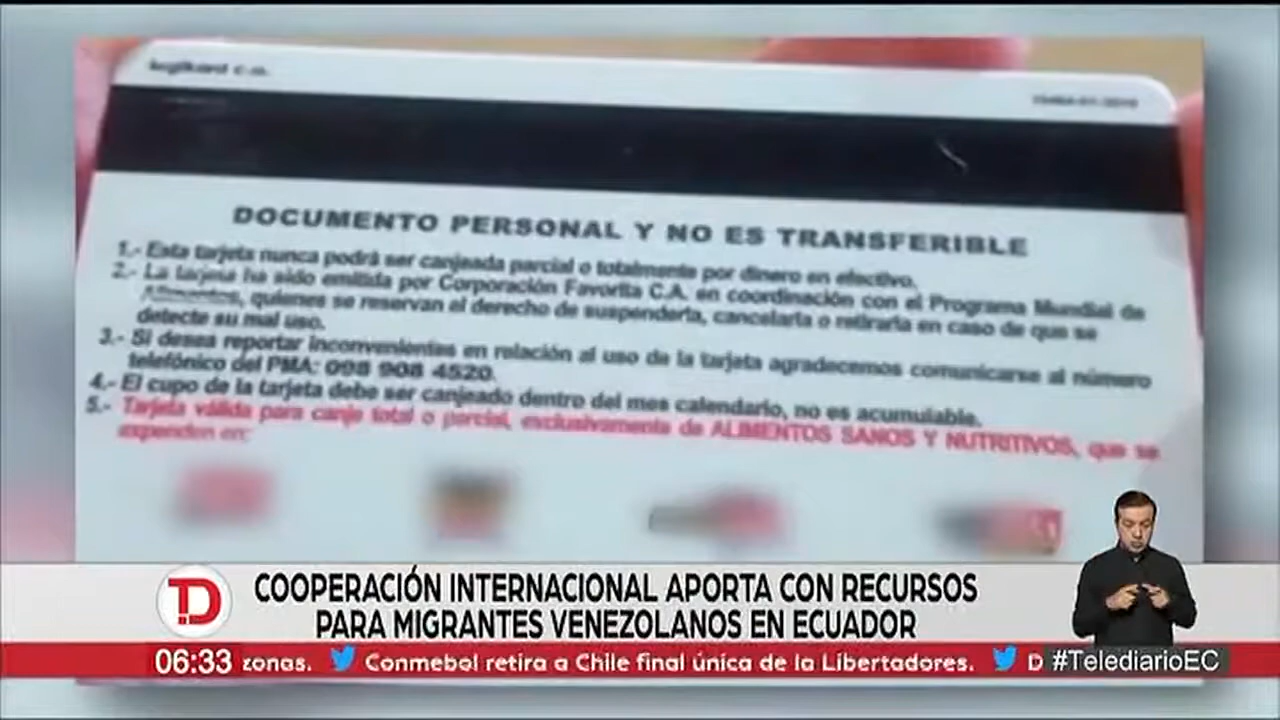 logikard c.a.
DOCUMENTO PERSONAL Y NO ES TRANSFERIBLE
1.- Esta tarjeta nunca podrá ser canjeada parcial o totalmente por dinero en efectivo.
2.- La tarjeta ha sido emitida por Corporación Favorita C.A. en coordinación con el Programa Mundial de
Alimentos, quienes se reservan el derecho de suspenderla, cancelarla o retirarla en caso de que se
detecte su mal uso.
3.- Si desea reportar inconvenientes en relación al uso de la tarjeta agradecemos comunicarse al número
telefónico del PMA: 098 908 4520.
4.- El cupo de la tarjeta debe ser canjeado dentro del mes calendario, no es acumulable.
5.- Tarjeta válida para canje total o parcial, exclusivamente de ALIMENTOS SANOS Y NUTRITIVOS, que se
expenden en:
D
COOPERACIÓN INTERNACIONAL APORTA CON RECURSOS
PARA MIGRANTES VENEZOLANOS EN ECUADOR
06:33 zonas. Conmebol retira a Chile final única de la Libertadores. D #TelediarioEC